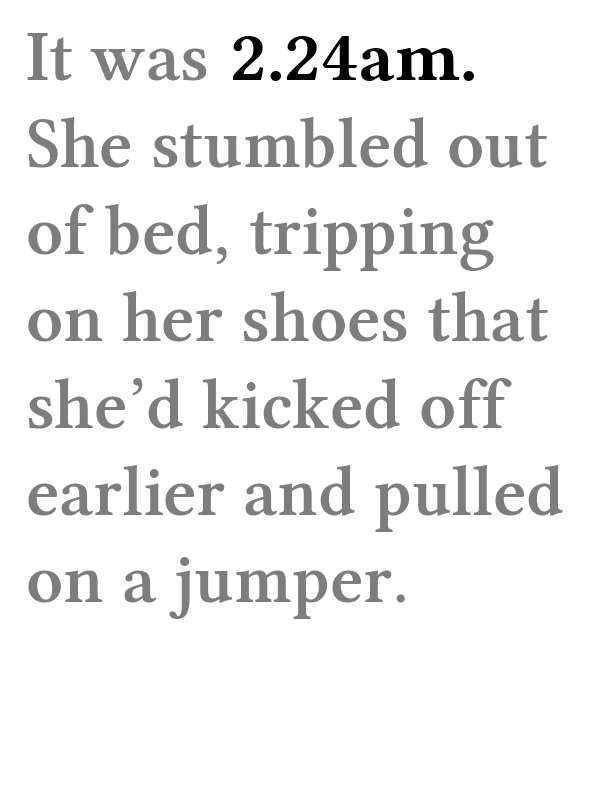 It was 2.24am.
She stumbled out
of bed, tripping
on her shoes that
she’d kicked off
earlier and pulled
on a jumper.